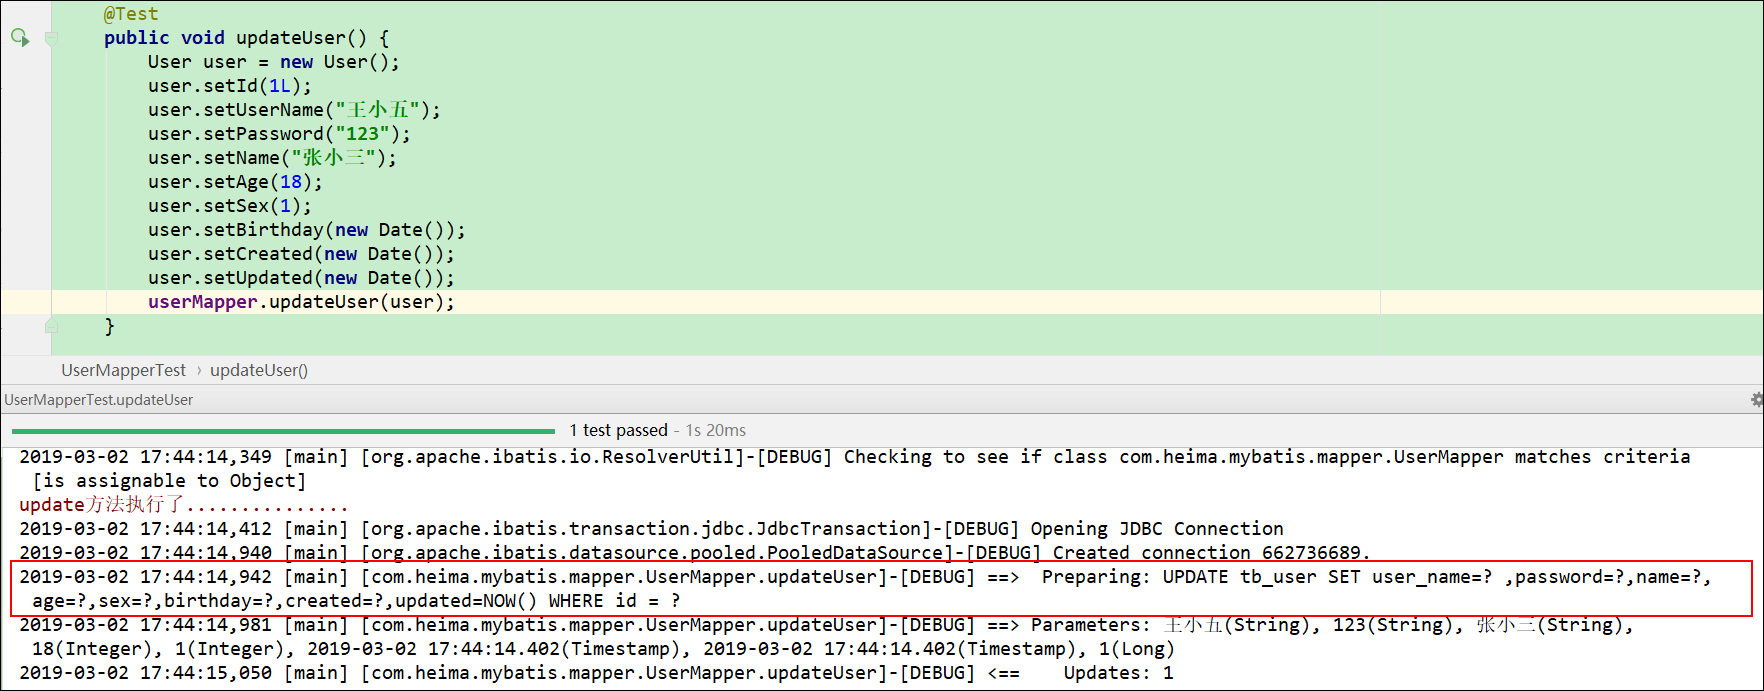 @Test
public void updateUser() {
User user = new User();
user.setId(1L);
user.setUserName("王小五");
user.setPassword("123");
user.setName("张小三");
user.setAge(18);
user.setSex(1);
user.setBirthday(new Date());
user.setCreated(new Date());
user.setUpdated(new Date());
userMapper.updateUser(user);
}
UserMapperTest › updateUser()
UserMapperTest.updateUser
1 test passed - 1s 20ms
2019-03-02 17:44:14,349 [main] [org.apache.ibatis.io.ResolverUtil]-[DEBUG] Checking to see if class com.heima.mybatis.mapper.UserMapper matches criteria
[is assignable to Object]
update方法执行了...............
2019-03-02 17:44:14,412 [main] [org.apache.ibatis.transaction.jdbc.JdbcTransaction]-[DEBUG] Opening JDBC Connection
2019-03-02 17:44:14,940 [main] [org.apache.ibatis.datasource.pooled.PooledDataSource]-[DEBUG] Created connection 662736689.
2019-03-02 17:44:14,942 [main] [com.heima.mybatis.mapper.UserMapper.updateUser]-[DEBUG] ==>  Preparing: UPDATE tb_user SET user_name=? ,password=?,name=?,
age=?,sex=?,birthday=?,created=?,updated=NOW() WHERE id = ?
2019-03-02 17:44:14,981 [main] [com.heima.mybatis.mapper.UserMapper.updateUser]-[DEBUG] ==> Parameters: 王小五(String), 123(String), 张小三(String),
18(Integer), 1(Integer), 2019-03-02 17:44:14.402(Timestamp), 2019-03-02 17:44:14.402(Timestamp), 1(Long)
2019-03-02 17:44:15,050 [main] [com.heima.mybatis.mapper.UserMapper.updateUser]-[DEBUG] <==    Updates: 1